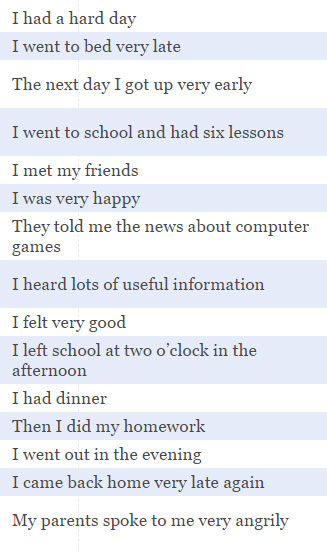 I had a hard day
I went to bed very late
The next day I got up very early
I went to school and had six lessons
I met my friends
I was very happy
They told me the news about computer
games
I heard lots of useful information
I felt very good
I left school at two o’clock in the
afternoon
I had dinner
Then I did my homework
I went out in the evening
I came back home very late again
My parents spoke to me very angrily